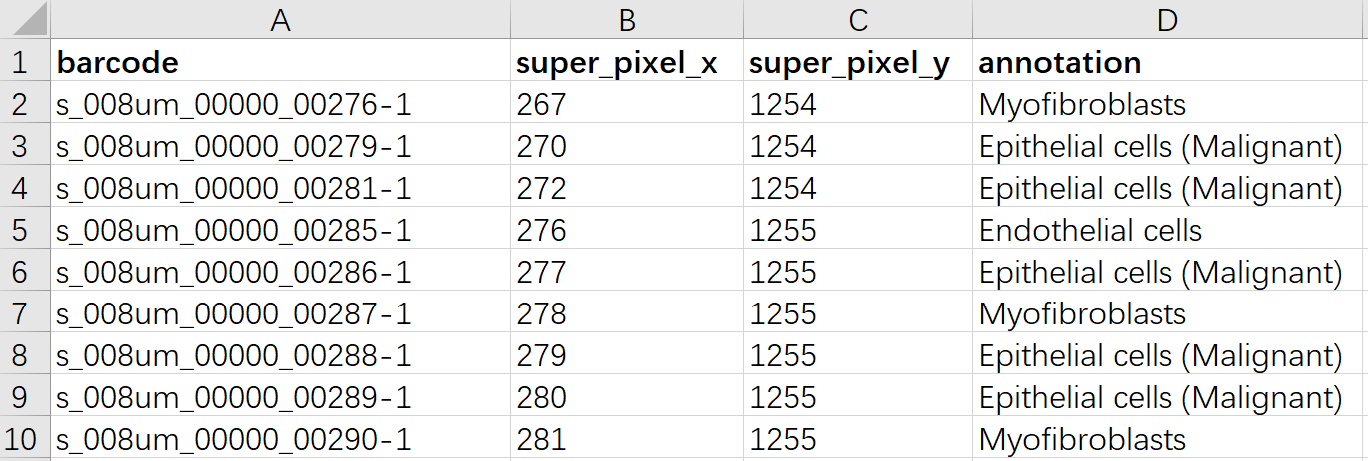 A B C D
1 barcode super_pixel_x super_pixel_y annotation
2 s_008um_00000_00276-1 267 1254 Myofibroblasts
3 s_008um_00000_00279-1 270 1254 Epithelial cells (Malignant)
4 s_008um_00000_00281-1 272 1254 Epithelial cells (Malignant)
5 s_008um_00000_00285-1 276 1255 Endothelial cells
6 s_008um_00000_00286-1 277 1255 Epithelial cells (Malignant)
7 s_008um_00000_00287-1 278 1255 Myofibroblasts
8 s_008um_00000_00288-1 279 1255 Epithelial cells (Malignant)
9 s_008um_00000_00289-1 280 1255 Epithelial cells (Malignant)
10 s_008um_00000_00290-1 281 1255 Myofibroblasts